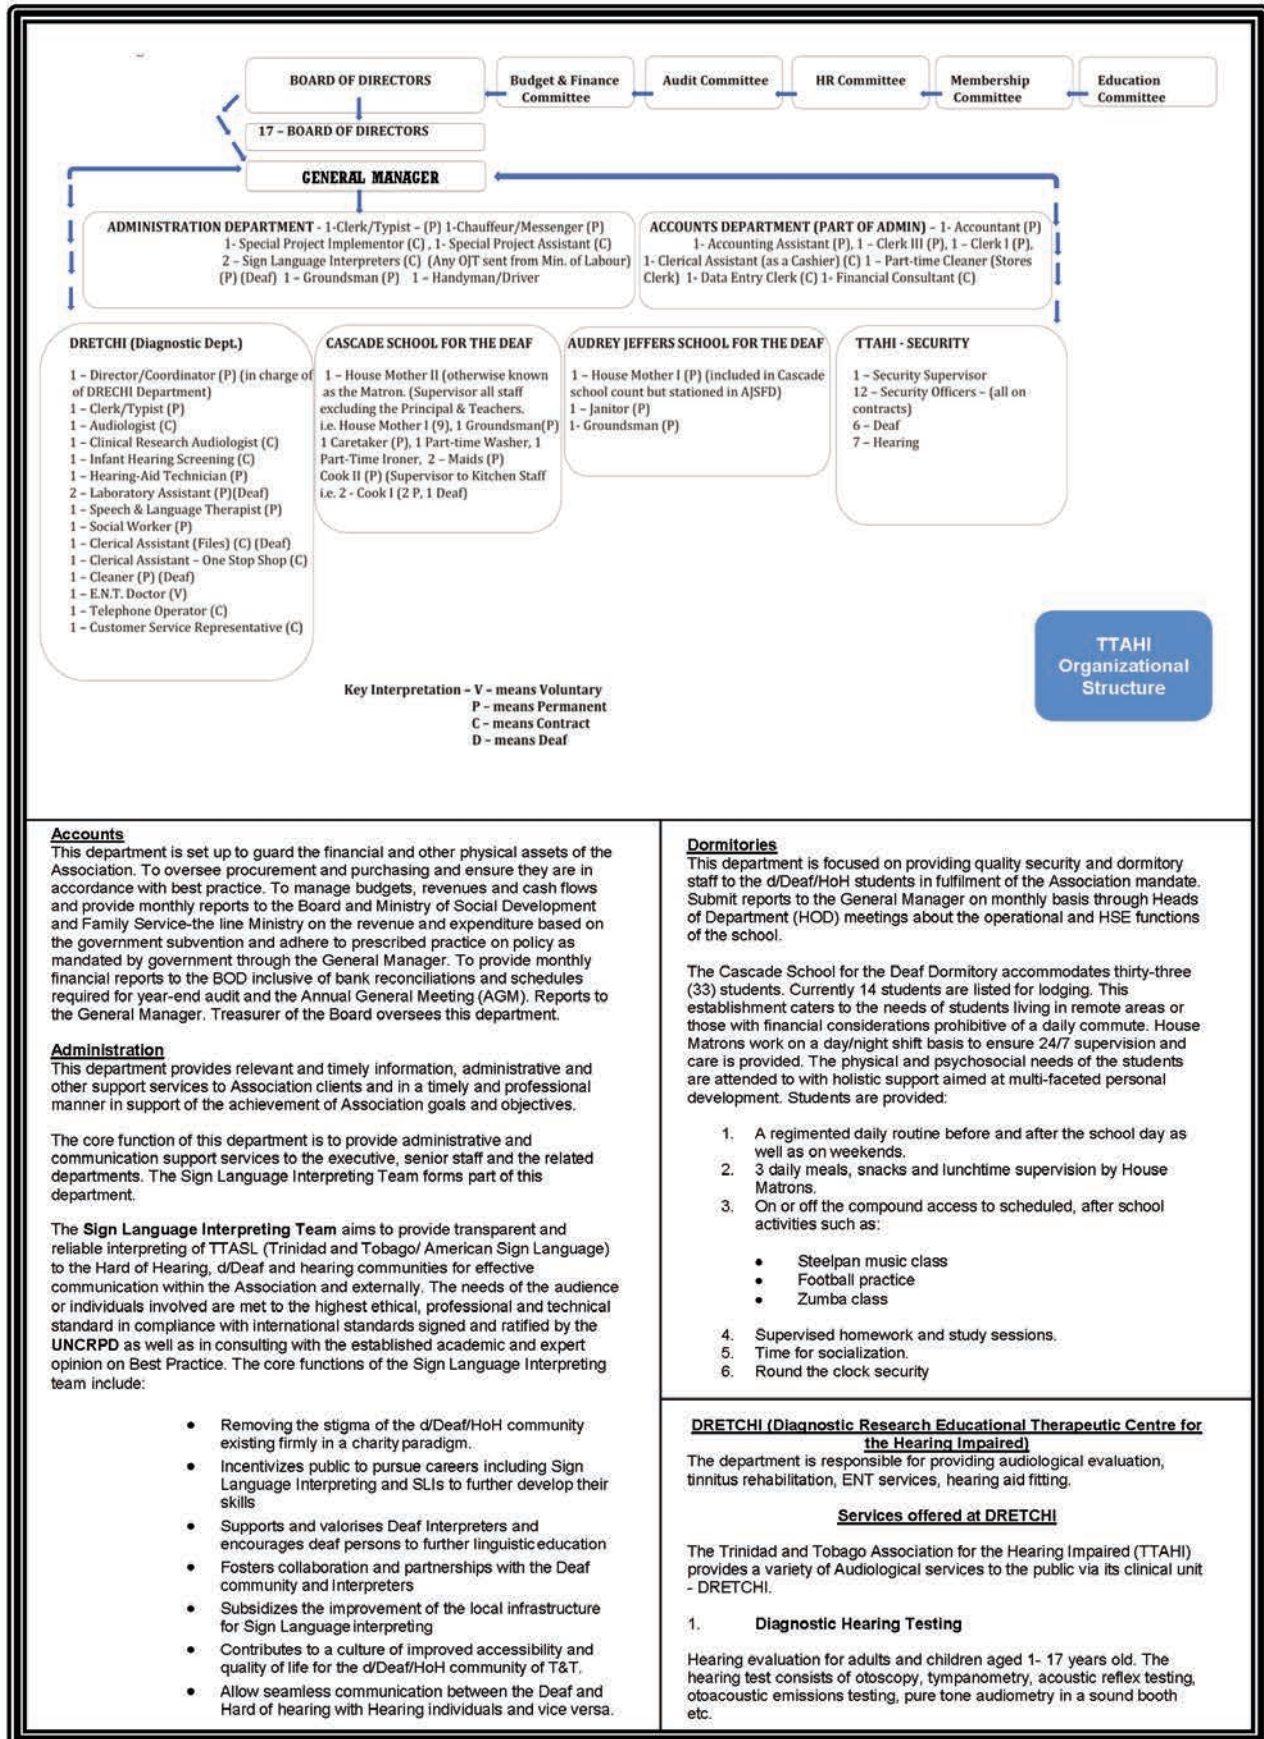 BOARD OF DIRECTORS
Budget & Finance
Committee
Audit Committee
HR Committee
Membership
Committee
Education
Committee
17 – BOARD OF DIRECTORS
GENERAL MANAGER
ADMINISTRATION DEPARTMENT - 1-Clerk/Typist – (P) 1-Chauffeur/Messenger (P)
1- Special Project Implementor (C) , 1- Special Project Assistant (C)
2 – Sign Language Interpreters (C) (Any OJT sent from Min. of Labour)
(P) (Deaf) 1 – Groundsman (P) 1 – Handyman/Driver
ACCOUNTS DEPARTMENT (PART OF ADMIN) – 1- Accountant (P)
1- Accounting Assistant (P), 1 – Clerk III (P), 1 – Clerk I (P),
1- Clerical Assistant (as a Cashier) (C) 1 – Part-time Cleaner (Stores
Clerk) 1- Data Entry Clerk (C) 1- Financial Consultant (C)
DRETCHI (Diagnostic Dept.)
1 – Director/Coordinator (P) (in charge of
of DRECHI Department)
1 – Clerk/Typist (P)
1 – Audiologist (C)
1 – Clinical Research Audiologist (C)
1 – Infant Hearing Screening (C)
1 – Hearing-Aid Technician (P)
2 – Laboratory Assistant (P)(Deaf)
1 – Speech & Language Therapist (P)
1 – Social Worker (P)
1 – Clerical Assistant (Files) (C) (Deaf)
1 – Clerical Assistant – One Stop Shop (C)
1 – Cleaner (P) (Deaf)
1 – E.N.T. Doctor (V)
1 – Telephone Operator (C)
1 – Customer Service Representative (C)
CASCADE SCHOOL FOR THE DEAF
1 – House Mother II (otherwise known
as the Matron. (Supervisor all staff
excluding the Principal & Teachers.
i.e. House Mother I (9), 1 Groundsman(P)
1 Caretaker (P), 1 Part-time Washer, 1
Part-Time Ironer, 2 – Maids (P)
Cook II (P) (Supervisor to Kitchen Staff
i.e. 2 - Cook I (2 P, 1 Deaf)
AUDREY JEFFERS SCHOOL FOR THE DEAF
1 – House Mother I (P) (included in Cascade
school count but stationed in AJSFD)
1 – Janitor (P)
1- Groundsman (P)
TTAHI - SECURITY
1 – Security Supervisor
12 – Security Officers – (all on
contracts)
6 – Deaf
7 – Hearing
TTAHI
Organizational
Structure
Key Interpretation – V – means Voluntary
P – means Permanent
C – means Contract
D – means Deaf
Accounts
This department is set up to guard the financial and other physical assets of the
Association. To oversee procurement and purchasing and ensure they are in
accordance with best practice. To manage budgets, revenues and cash flows
and provide monthly reports to the Board and Ministry of Social Development
and Family Service-the line Ministry on the revenue and expenditure based on
the government subvention and adhere to prescribed practice on policy as
mandated by government through the General Manager. To provide monthly
financial reports to the BOD inclusive of bank reconciliations and schedules
required for year-end audit and the Annual General Meeting (AGM). Reports to
the General Manager. Treasurer of the Board oversees this department.
Administration
This department provides relevant and timely information, administrative and
other support services to Association clients and in a timely and professional
manner in support of the achievement of Association goals and objectives.
The core function of this department is to provide administrative and
communication support services to the executive, senior staff and the related
departments. The Sign Language Interpreting Team forms part of this
department.
The Sign Language Interpreting Team aims to provide transparent and
reliable interpreting of TTASL (Trinidad and Tobago/ American Sign Language)
to the Hard of Hearing, d/Deaf and hearing communities for effective
communication within the Association and externally. The needs of the audience
or individuals involved are met to the highest ethical, professional and technical
standard in compliance with international standards signed and ratified by the
UNCRPD as well as in consulting with the established academic and expert
opinion on Best Practice. The core functions of the Sign Language Interpreting
team include:
• Removing the stigma of the d/Deaf/HoH community
existing firmly in a charity paradigm.
• Incentivizes public to pursue careers including Sign
Language Interpreting and SLIs to further develop their
skills
• Supports and valorises Deaf Interpreters and
encourages deaf persons to further linguistic education
• Fosters collaboration and partnerships with the Deaf
community and Interpreters
• Subsidizes the improvement of the local infrastructure
for Sign Language interpreting
• Contributes to a culture of improved accessibility and
quality of life for the d/Deaf/HoH community of T&T.
• Allow seamless communication between the Deaf and
Hard of hearing with Hearing individuals and vice versa.
Dormitories
This department is focused on providing quality security and dormitory
staff to the d/Deaf/HoH students in fulfilment of the Association mandate.
Submit reports to the General Manager on monthly basis through Heads
of Department (HOD) meetings about the operational and HSE functions
of the school.
The Cascade School for the Deaf Dormitory accommodates thirty-three
(33) students. Currently 14 students are listed for lodging. This
establishment caters to the needs of students living in remote areas or
those with financial considerations prohibitive of a daily commute. House
Matrons work on a day/night shift basis to ensure 24/7 supervision and
care is provided. The physical and psychosocial needs of the students
are attended to with holistic support aimed at multi-faceted personal
development. Students are provided:
1. A regimented daily routine before and after the school day as
well as on weekends.
2. 3 daily meals, snacks and lunchtime supervision by House
Matrons.
3. On or off the compound access to scheduled, after school
activities such as:
• Steelpan music class
• Football practice
• Zumba class
4. Supervised homework and study sessions.
5. Time for socialization.
6. Round the clock security
DRETCHI (Diagnostic Research Educational Therapeutic Centre for
the Hearing Impaired)
The department is responsible for providing audiological evaluation,
tinnitus rehabilitation, ENT services, hearing aid fitting.
Services offered at DRETCHI
The Trinidad and Tobago Association for the Hearing Impaired (TTAHI)
provides a variety of Audiological services to the public via its clinical unit
- DRETCHI.
1. Diagnostic Hearing Testing
Hearing evaluation for adults and children aged 1- 17 years old. The
hearing test consists of otoscopy, tympanometry, acoustic reflex testing,
otoacoustic emissions testing, pure tone audiometry in a sound booth
etc.